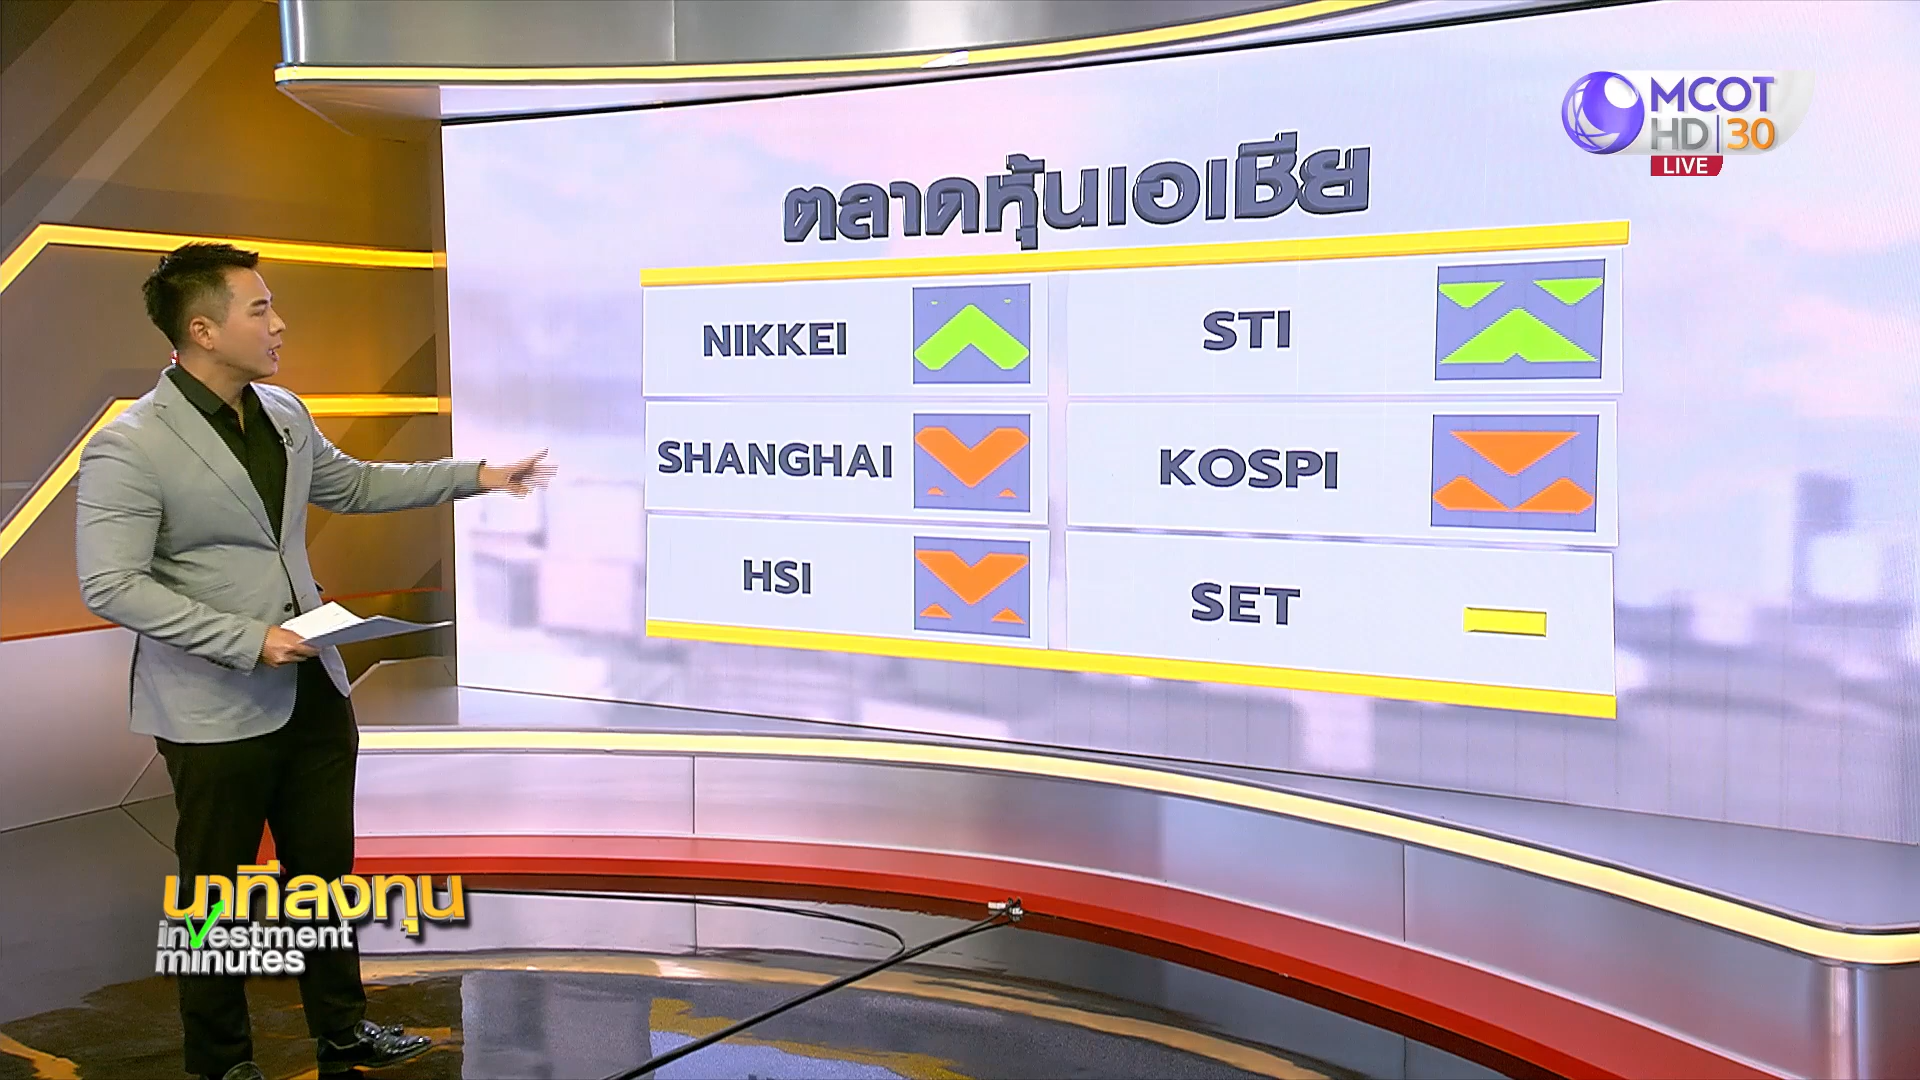 MCOT
HD 30
LIVE
ตลาดหุ้นเอเชีย
NIKKEI
STI
SHANGHAI
KOSPI
HSI
SET
นาทีลงทุน
investment
minutes